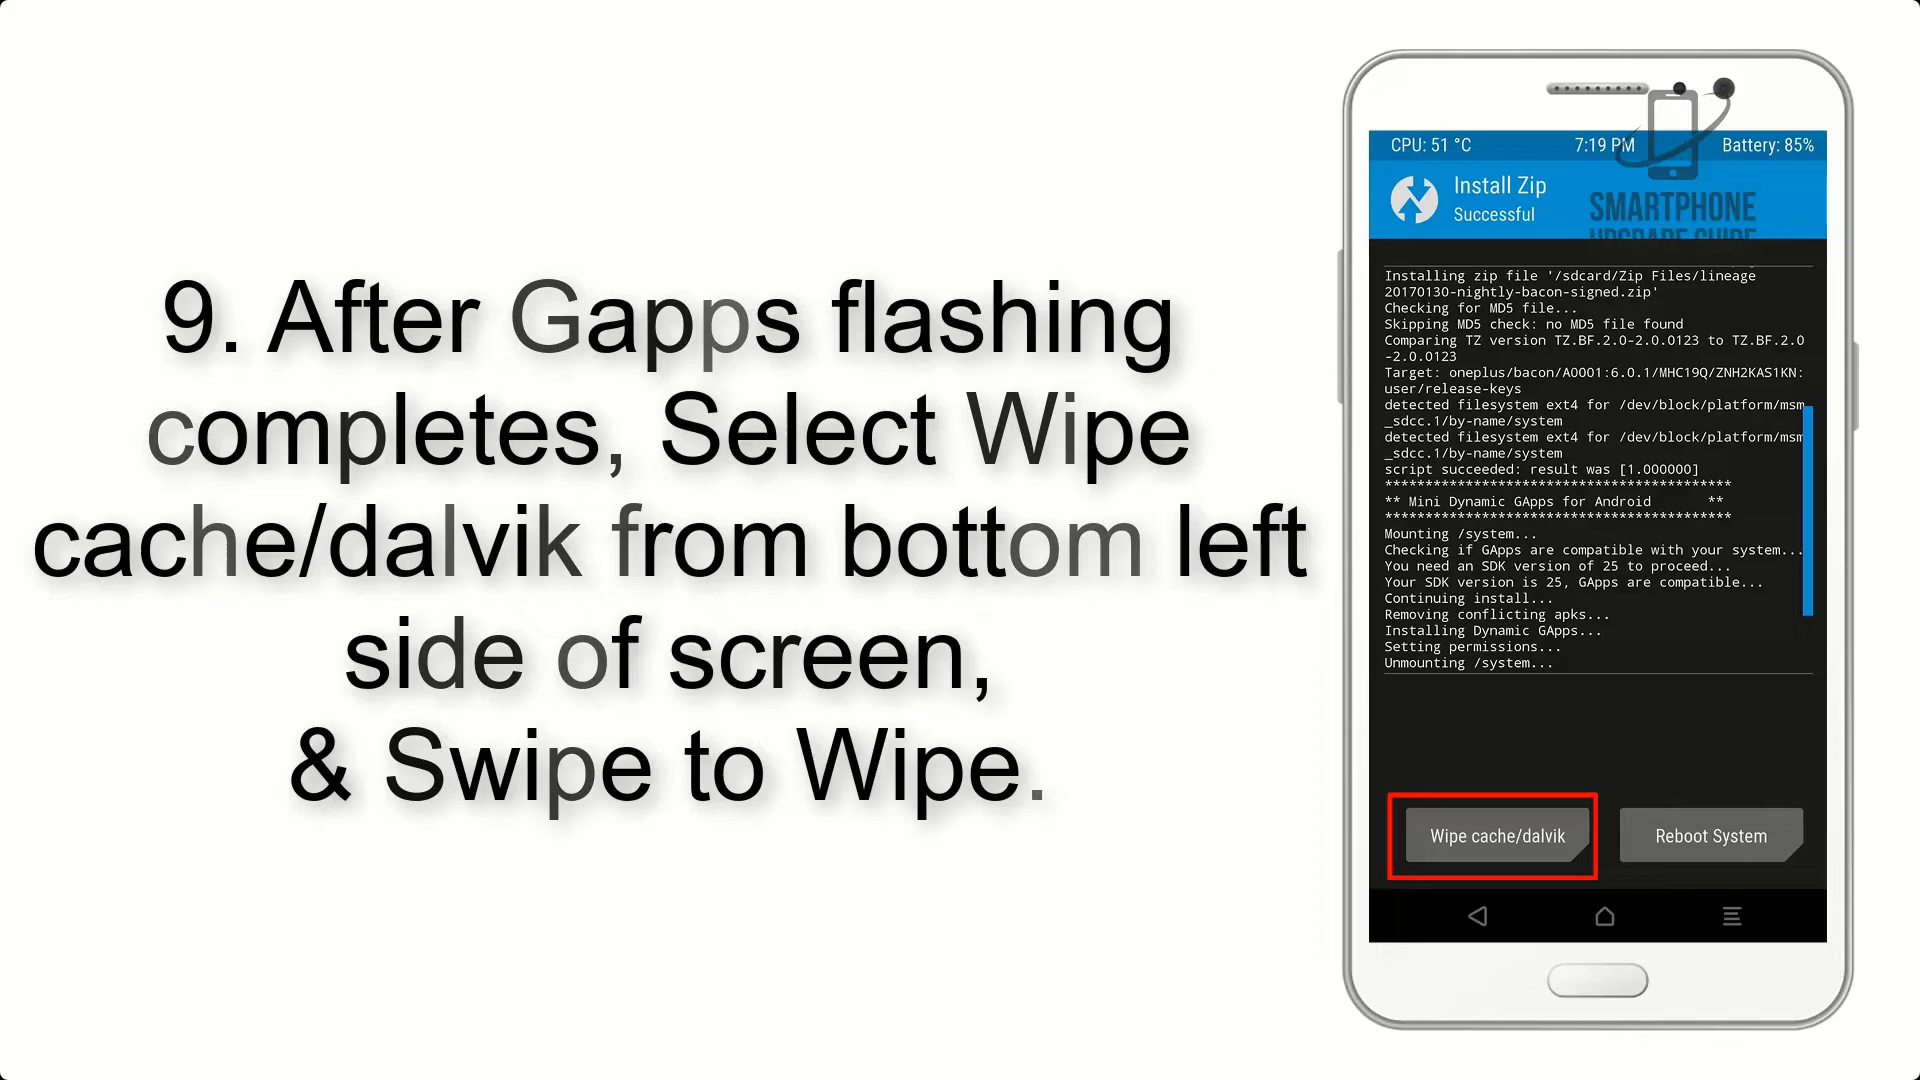 9. After Gapps flashing
completes, Select Wipe
cache/dalvik from bottom left
side of screen,
& Swipe to Wipe.
CPU: 51 °C 7:19 PM Battery: 85%
Install Zip
Successful
SMARTPHONE
UPGRADE GUIDE
Installing zip file '/sdcard/Zip Files/lineage
20170130-nightly-bacon-signed.zip'
Checking for MD5 file...
Skipping MD5 check: no MD5 file found
Comparing TZ version TZ.BF.2.0-2.0.0123 to TZ.BF.2.0
-2.0.0123
Target: oneplus/bacon/A0001:6.0.1/MHC19Q/ZNH2KAS1KN:
user/release-keys
detected filesystem ext4 for /dev/block/platform/msm
_sdcc.1/by-name/system
detected filesystem ext4 for /dev/block/platform/msm
_sdcc.1/by-name/system
script succeeded: result was [1.000000]
*******************************************
** Mini Dynamic GApps for Android **
*******************************************
Mounting /system...
Checking if GApps are compatible with your system...
You need an SDK version of 25 to proceed...
Your SDK version is 25, GApps are compatible...
Continuing install...
Removing conflicting apks...
Installing Dynamic GApps...
Setting permissions...
Unmounting /system...
Wipe cache/dalvik Reboot System